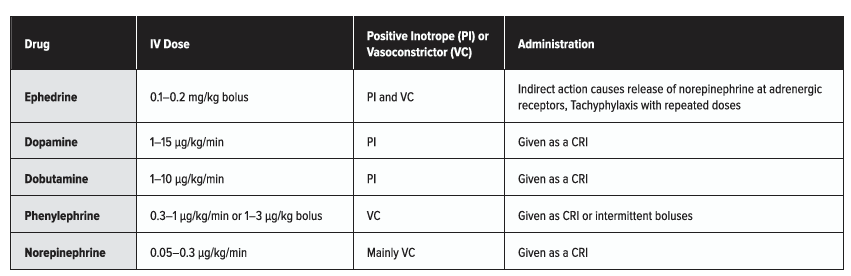 Drug IV Dose Positive Inotrope (PI) or Vasoconstrictor (VC) Administration
Ephedrine 0.1–0.2 mg/kg bolus PI and VC Indirect action causes release of norepinephrine at adrenergic receptors, Tachyphylaxis with repeated doses
Dopamine 1–15 µg/kg/min PI Given as a CRI
Dobutamine 1–10 µg/kg/min PI Given as a CRI
Phenylephrine 0.3–1 µg/kg/min or 1–3 µg/kg bolus VC Given as CRI or intermittent boluses
Norepinephrine 0.05–0.3 µg/kg/min Mainly VC Given as a CRI